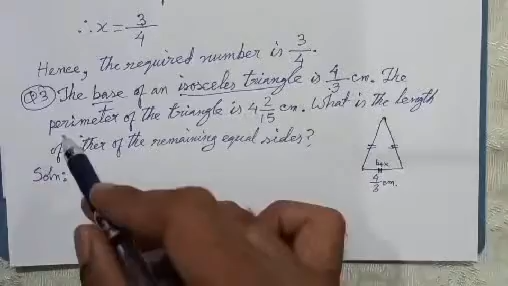 ∴ x = 3/4
Hence, the required number is 3/4.
Q3 The base of an isosceles triangle is 4/3 cm. The
perimeter of the triangle is 4 2/15 cm. What is the length
of of the remaining equal sides?
Soln:
4/3 cm.